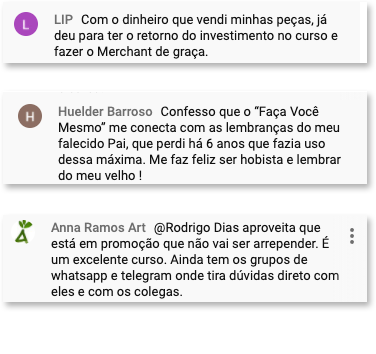 L LIP Com o dinheiro que vendi minhas peças, já
deu para ter o retorno do investimento no curso e
fazer o Merchant de graça.
H Huelder Barroso Confesso que o “Faça Você
Mesmo” me conecta com as lembranças do meu
falecido Pai, que perdi há 6 anos que fazia uso
dessa máxima. Me faz feliz ser hobista e lembrar
do meu velho !
Anna Ramos Art @Rodrigo Dias aproveita que
está em promoção que não vai ser arrepender. É
um excelente curso. Ainda tem os grupos de
whatsapp e telegram onde tira dúvidas direto com
eles e com os colegas.